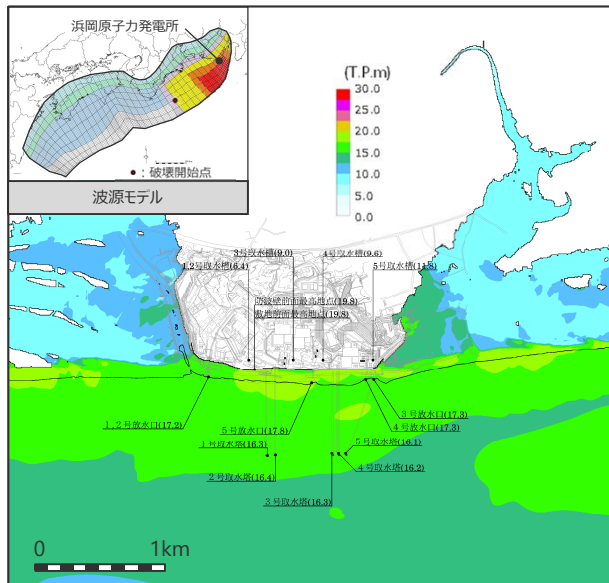 浜岡原子力発電所
●：破壊開始点
波源モデル
(T.P.m)
30.0
25.0
20.0
15.0
10.0
5.0
0.0
3号取水槽(9.0)
4号取水槽(9.6)
1,2号取水槽(6.4)
5号取水槽(11.8)
防波壁前面最高地点(19.8)
敷地前面最高地点(19.8)
1,2号放水口(17.2)
5号放水口(17.8)
3号放水口(17.3)
4号放水口(17.3)
1号取水塔(16.3)
5号取水塔(16.1)
2号取水塔(16.4)
4号取水塔(16.2)
3号取水塔(16.3)
0 1km